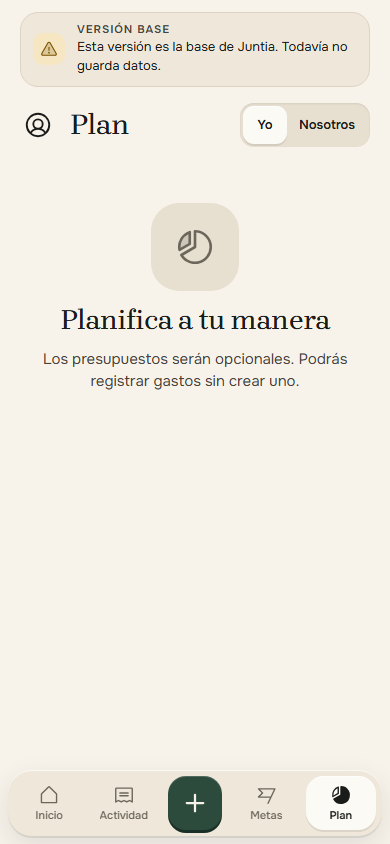 VERSIÓN BASE
Esta versión es la base de Juntia. Todavía no
guarda datos.
Plan
Yo
Nosotros
Planifica a tu manera
Los presupuestos serán opcionales. Podrás
registrar gastos sin crear uno.
Inicio
Actividad
Metas
Plan